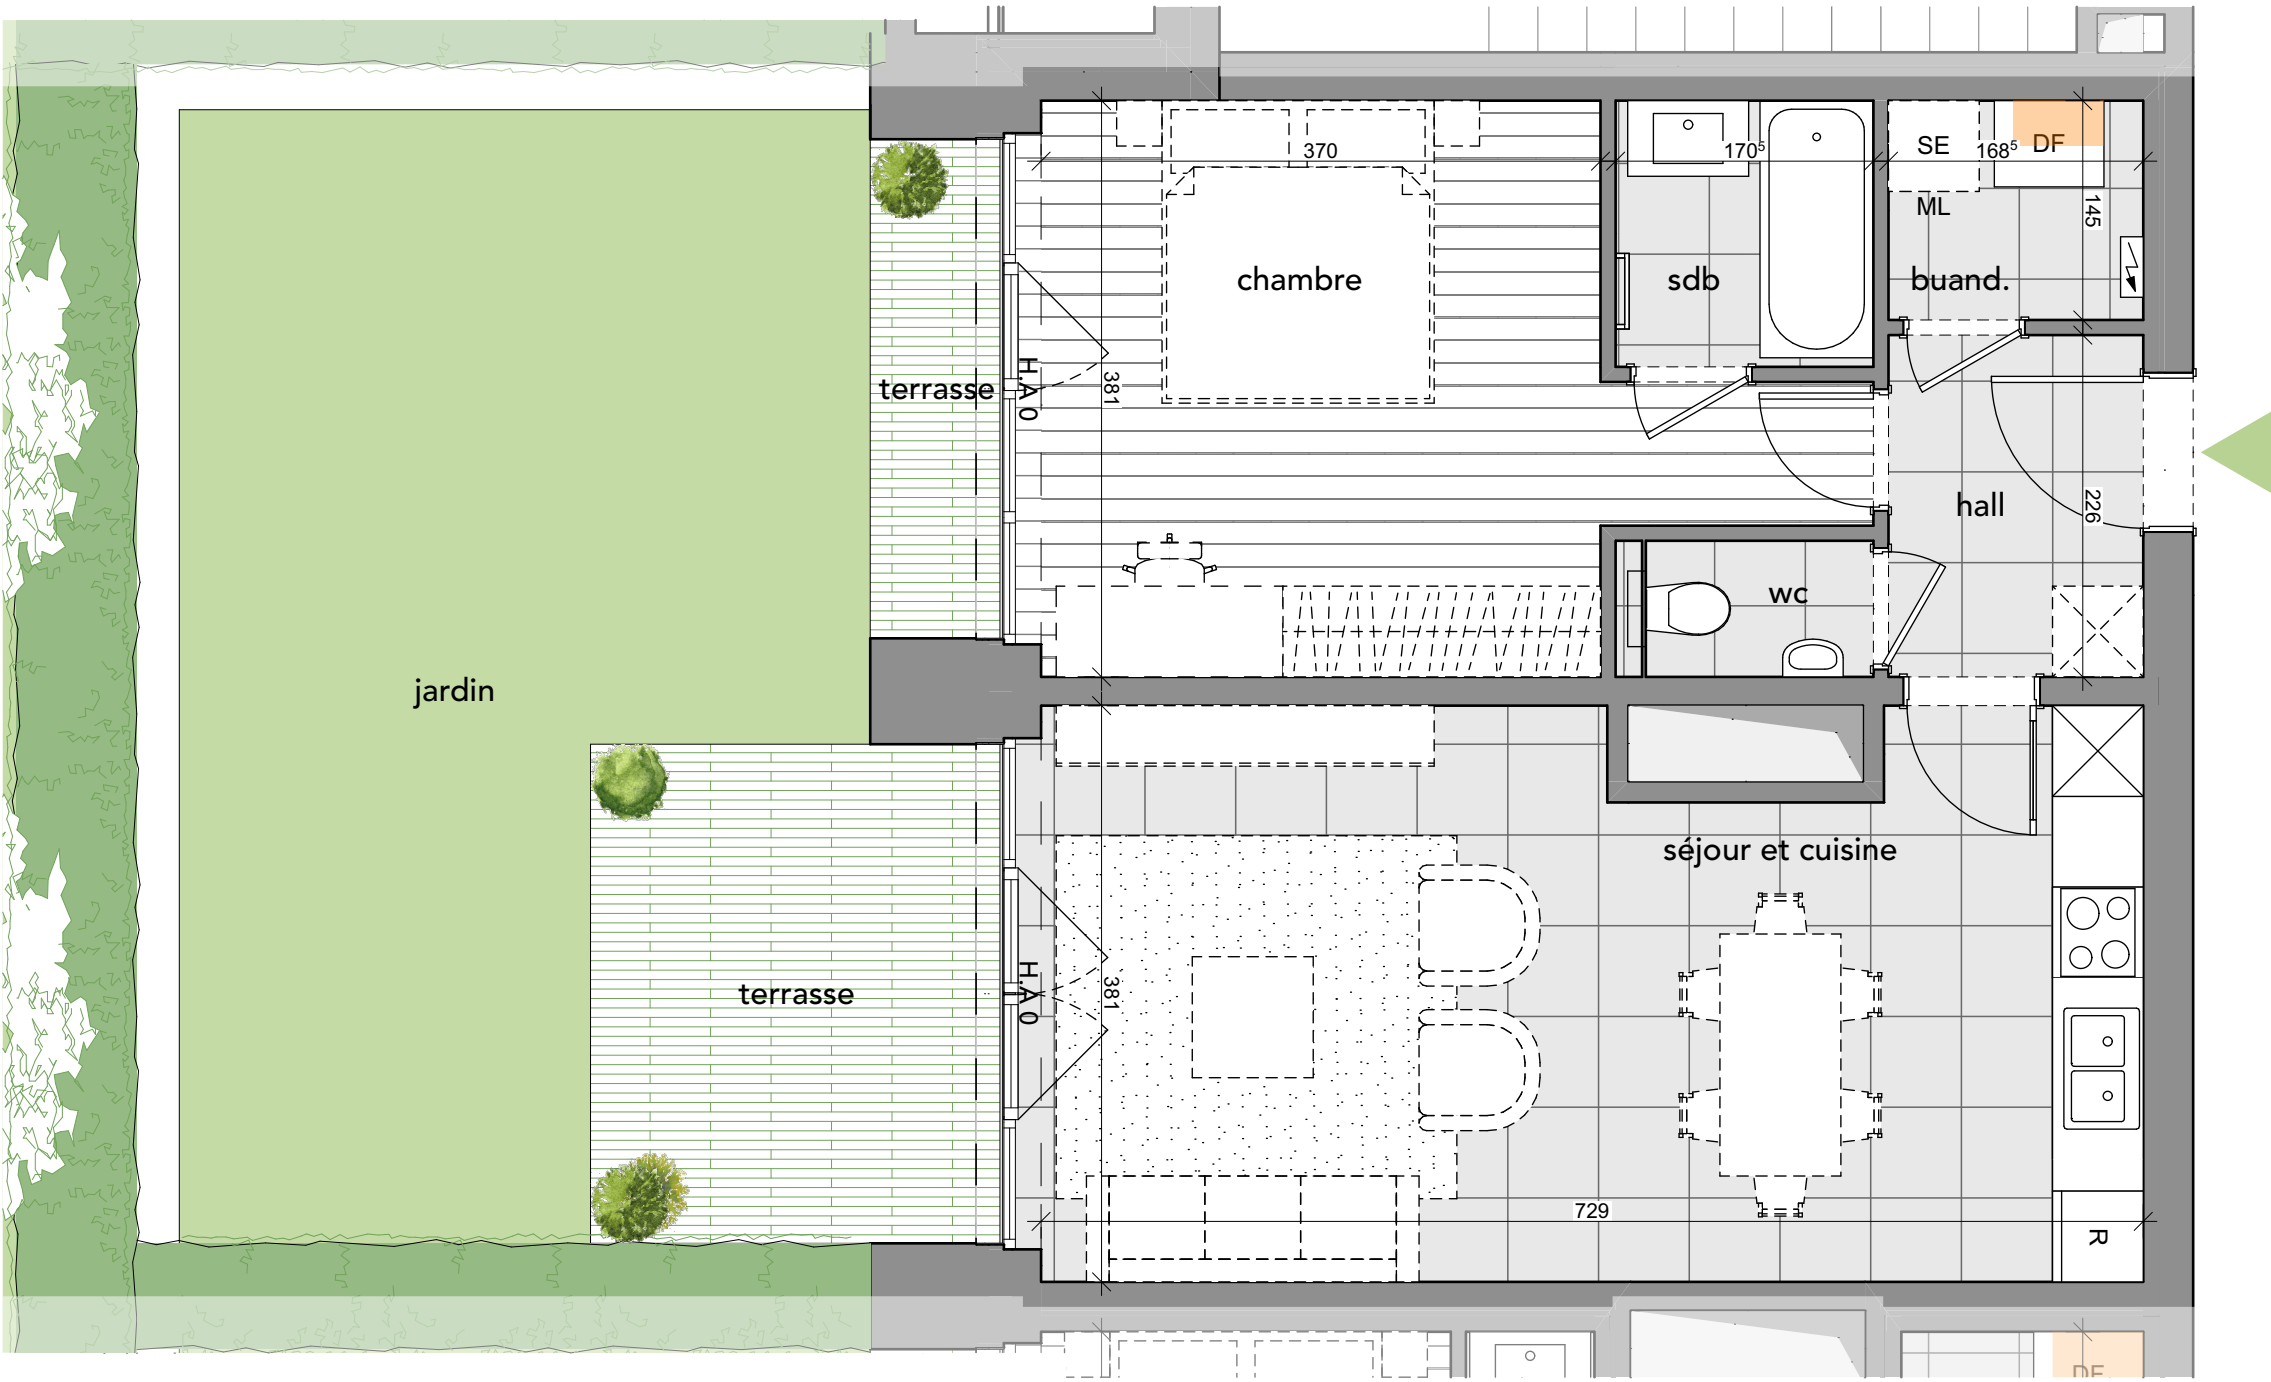 370
170⁵
SE
168⁵
DF
ML
145
chambre
sdb
buand.
terrasse
H.A 0
381
hall
226
wc
jardin
séjour et cuisine
terrasse
H.A 0
381
729
R
DF